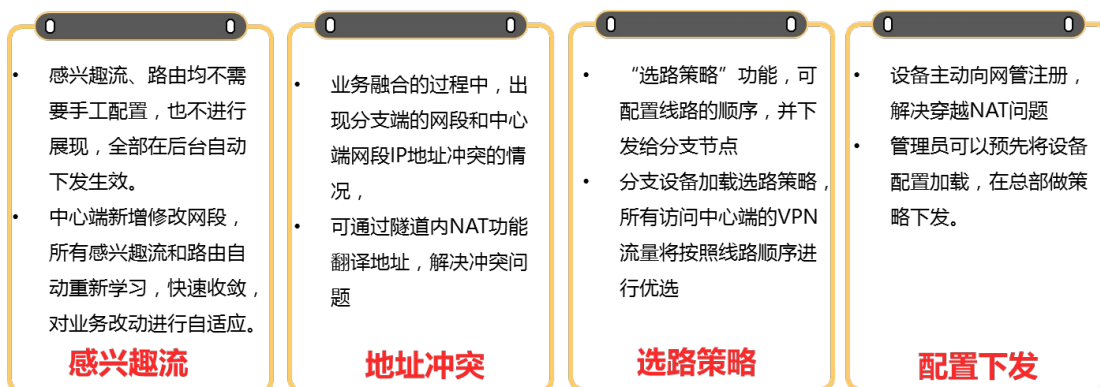 • 感兴趣流、路由均不需
要手工配置，也不进行
展现，全部在后台自动
下发生效。
• 中心端新增修改网段，
所有感兴趣流和路由自
动重新学习，快速收敛，
对业务改动进行自适应。
感兴趣流
• 业务融合的过程中，出
现分支端的网段和中心
端网段IP地址冲突的情
况，
• 可通过隧道内NAT功能
翻译地址，解决冲突问
题
地址冲突
• “选路策略”功能，可
配置线路的顺序，并下
发给分支节点
• 分支设备加载选路策略，
所有访问中心端的VPN
流量将按照线路顺序进
行优选
选路策略
• 设备主动向网管注册，
解决穿越NAT问题
• 管理员可以预先将设备
配置加载，在总部做策
略下发。
配置下发